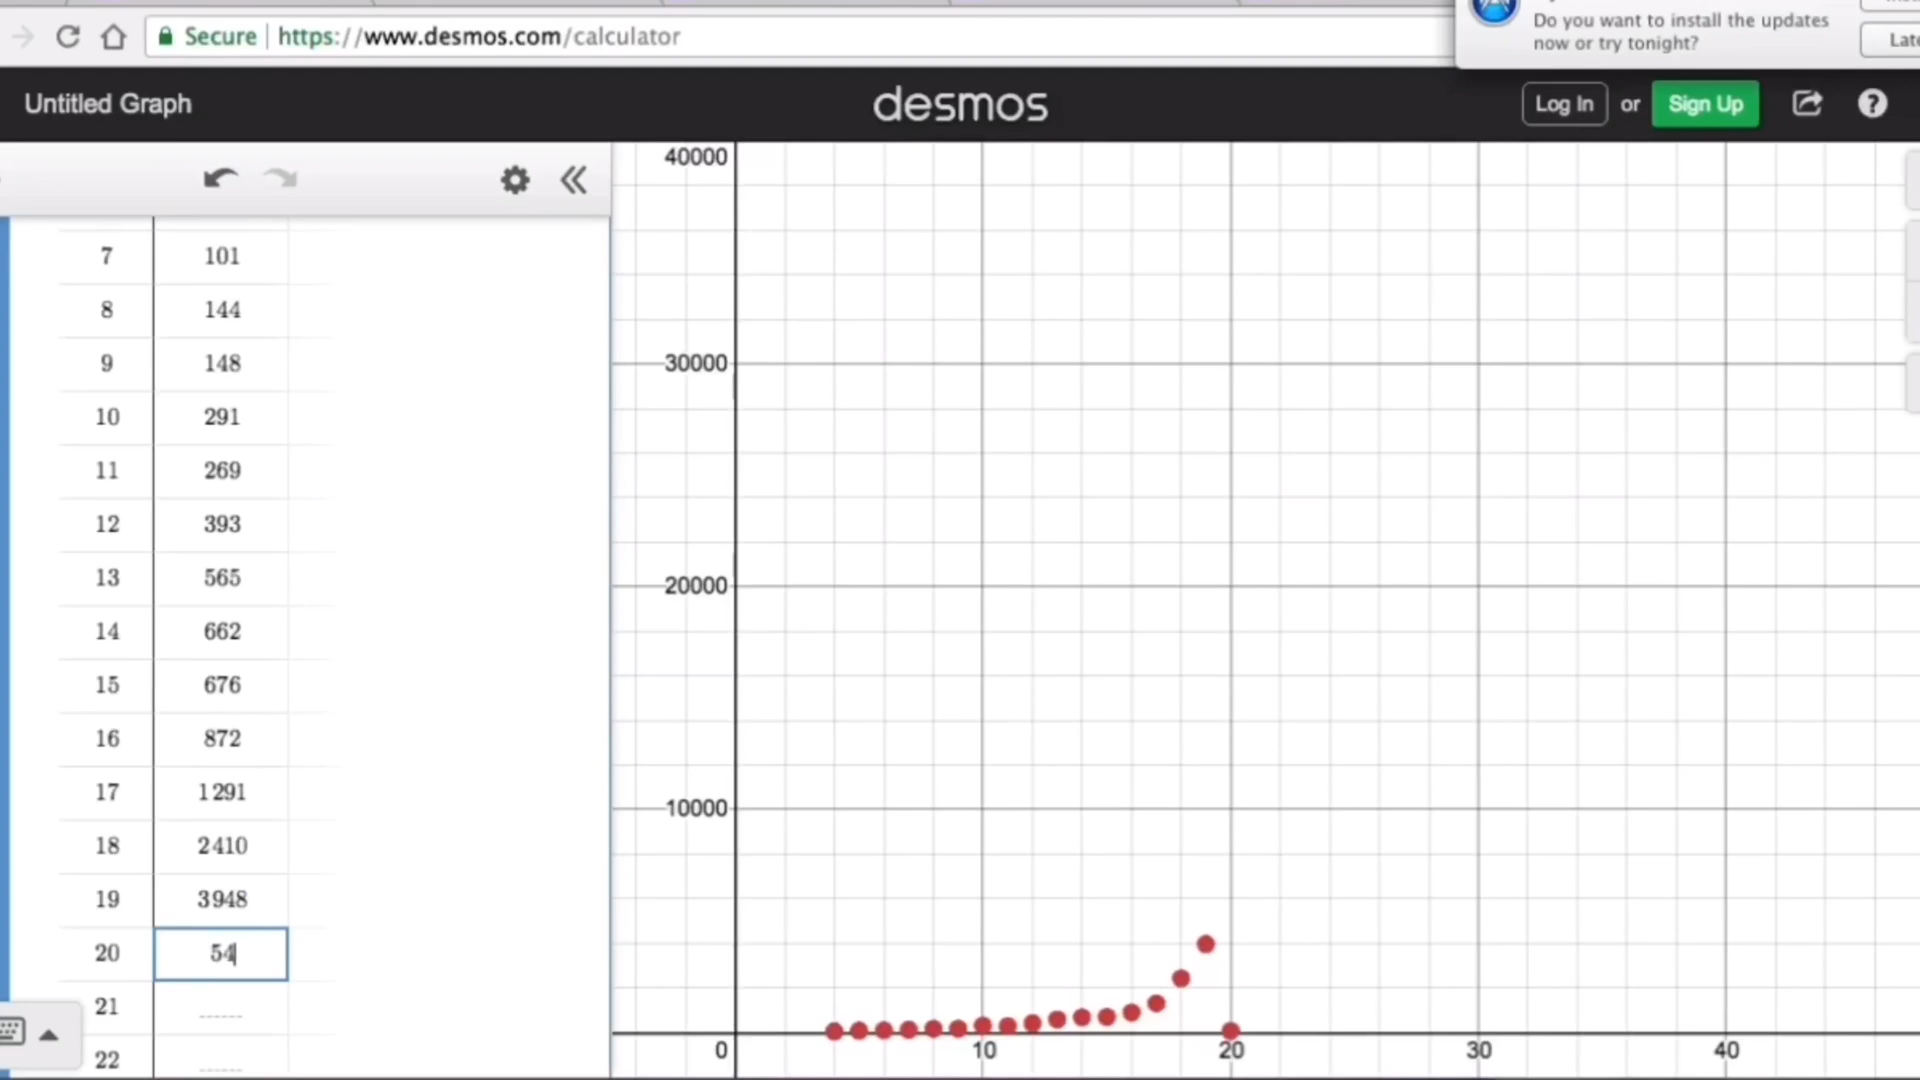 Do you want to install the updates
now or try tonight?
Secure https://www.desmos.com/calculator
Untitled Graph
desmos
Log In or Sign Up
7 101
8 144
9 148
10 291
11 269
12 393
13 565
14 662
15 676
16 872
17 1291
18 2410
19 3948
20 54
21
22
40000
30000
20000
10000
0 10 20 30 40